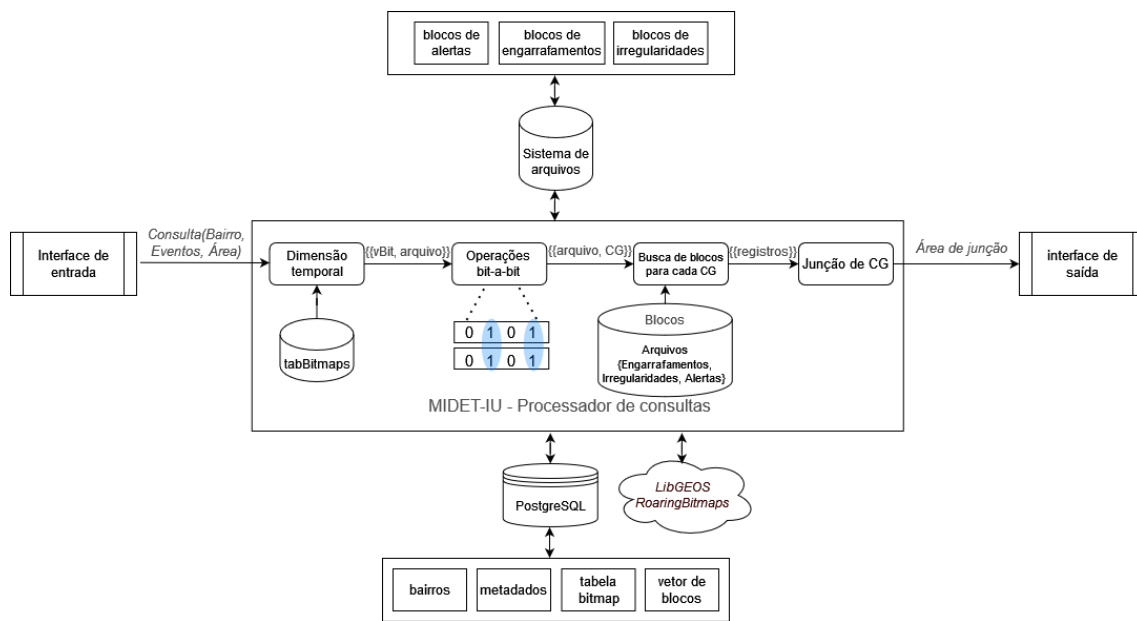 blocos de
alertas
blocos de
engarrafamentos
blocos de
irregularidades
Sistema de
arquivos
Interface de
entrada
Consulta(Bairro,
Eventos, Área)
Dimensão
temporal
{{vBit, arquivo}}
Operações
bit-a-bit
{{arquivo, CG}}
Busca de blocos
para cada CG
{{registros}}
Junção de CG
Área de junção
interface de
saída
tabBitmaps
0 1 0 1
0 1 0 1
Blocos
Arquivos
{Engarrafamentos,
Irregularidades, Alertas}
MIDET-IU - Processador de consultas
PostgreSQL
LibGEOS
RoaringBitmaps
bairros
metadados
tabela
bitmap
vetor de
blocos